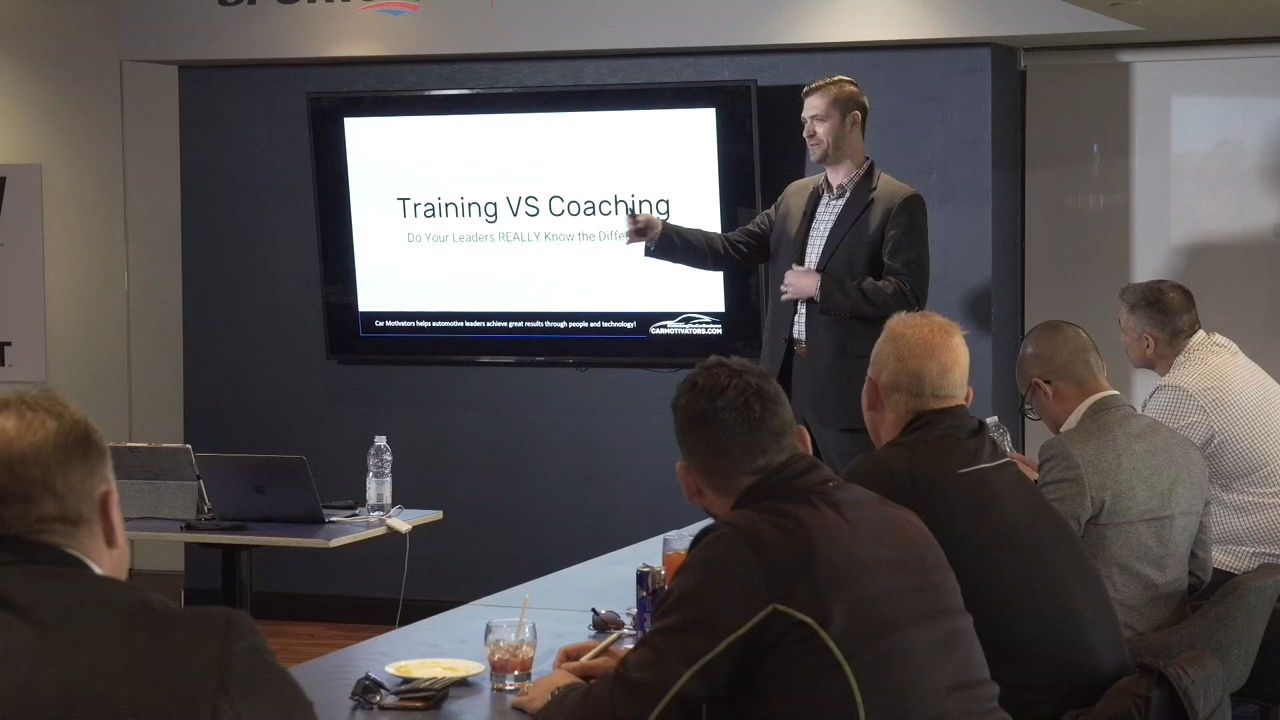 Training VS Coaching
Do Your Leaders REALLY Know the
Car Motivators helps automotive leaders achieve great results through people and technology!
CARMOTIVATORS.COM